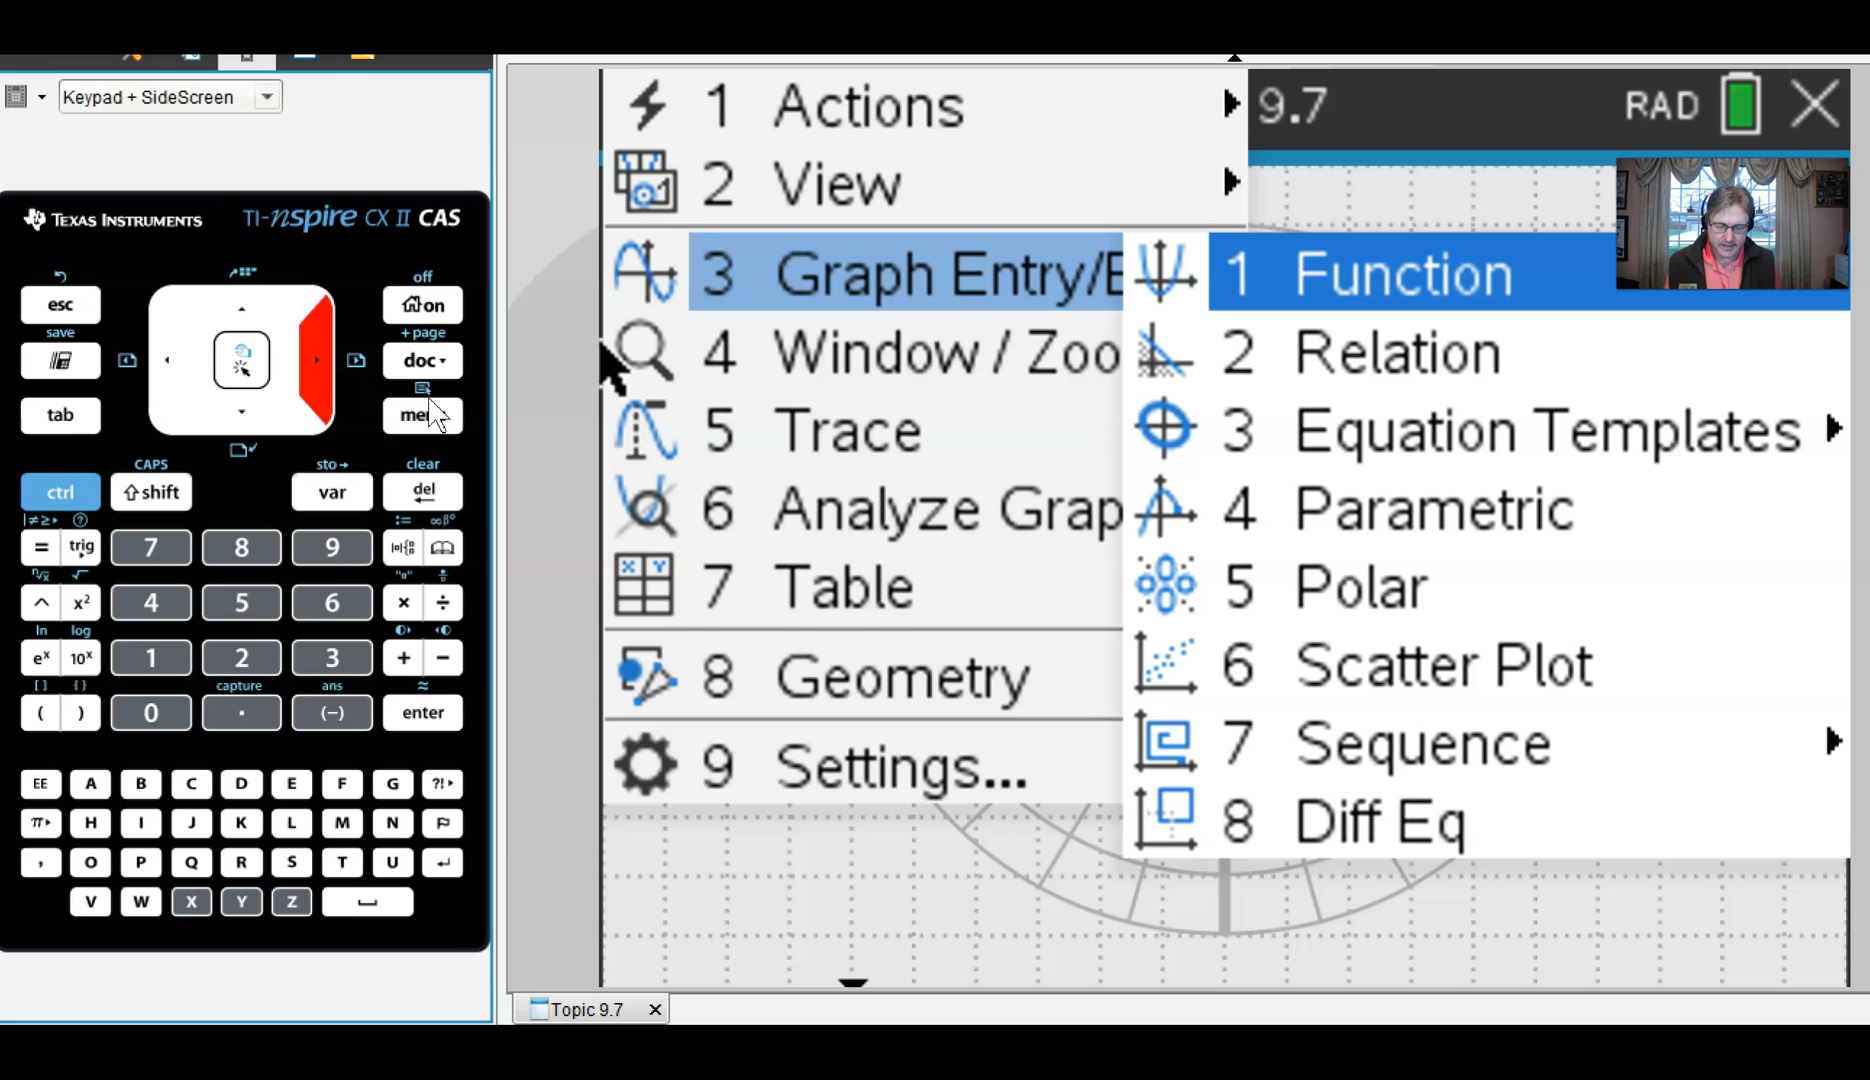 Keypad + SideScreen
TEXAS INSTRUMENTS TI-nspire CX II CAS
off
esc on
save + page
doc
tab
CAPS sto→ clear
ctrl shift var del
= trig 7 8 9
^ x² 4 5 6 × ÷
ln log
eˣ 10ˣ 1 2 3 + −
[ ] { } capture ans ≈
( ) 0 . (−) enter
EE A B C D E F G ?!
π H I J K L M N
, O P Q R S T U
V W X Y Z
1 Actions
2 View
3 Graph Entry/E
4 Window / Zoo
5 Trace
6 Analyze Grap
7 Table
8 Geometry
9 Settings...
9.7 RAD
1 Function
2 Relation
3 Equation Templates
4 Parametric
5 Polar
6 Scatter Plot
7 Sequence
8 Diff Eq
Topic 9.7